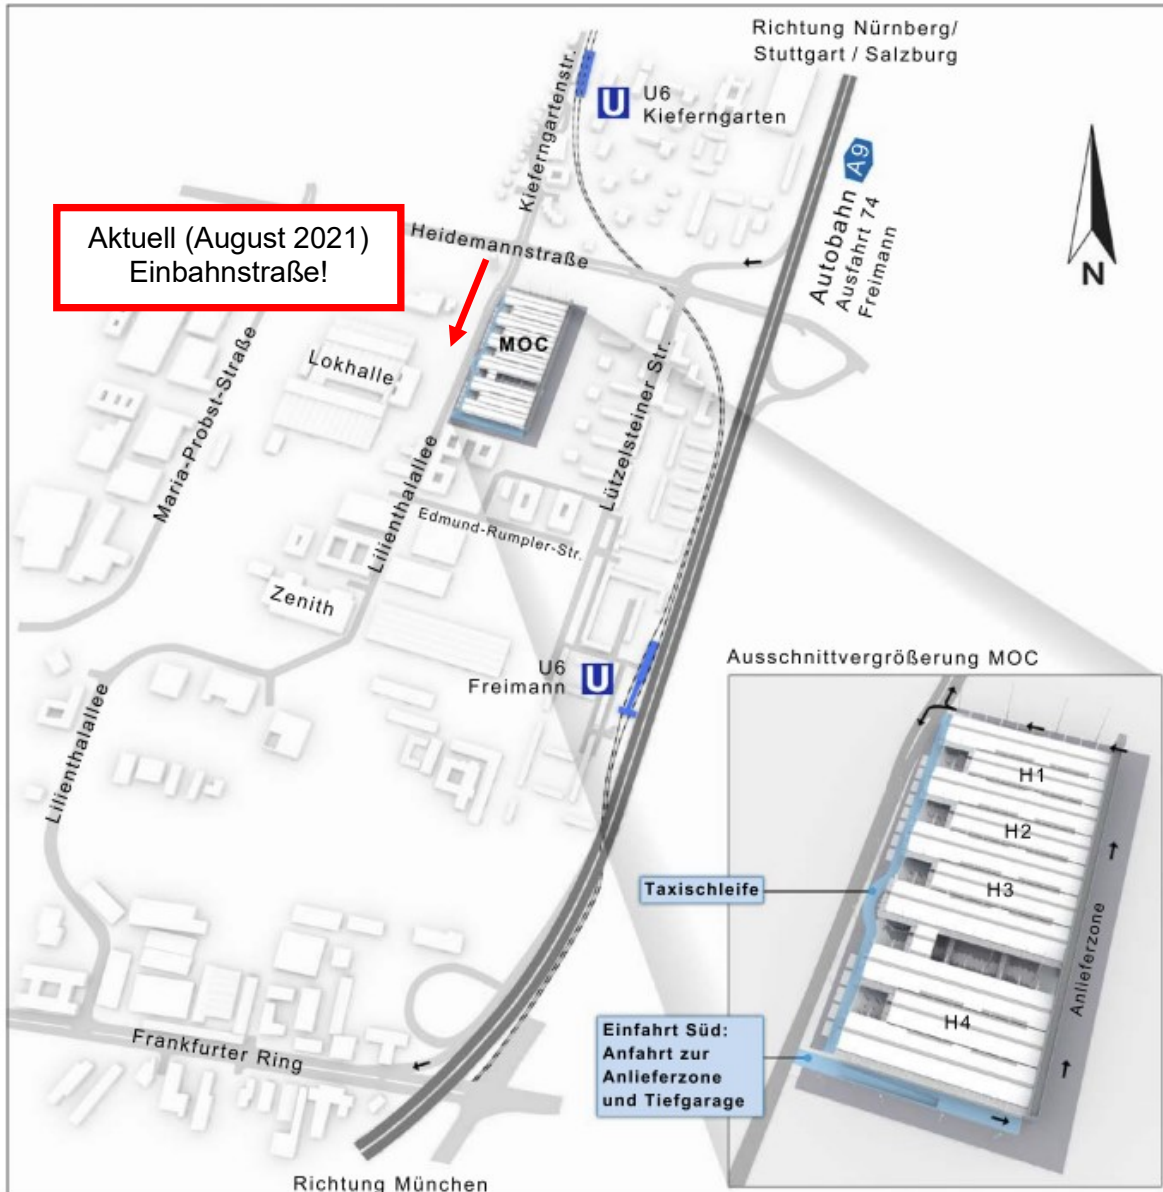 Richtung Nürnberg/
Stuttgart / Salzburg
U
U6
Kieferngarten
Kieferngartenstr.
A9
Autobahn
Ausfahrt 74
Freimann
N
Aktuell (August 2021)
Einbahnstraße!
Heidemannstraße
MOC
Lokhalle
Maria-Probst-Straße
Lützelsteiner Str.
Lilienthalallee
Edmund-Rumpler-Str.
Zenith
U6
Freimann
U
Lilienthalallee
Frankfurter Ring
Richtung München
Ausschnittvergrößerung MOC
H1
H2
H3
H4
Taxischleife
Anlieferzone
Einfahrt Süd:
Anfahrt zur
Anlieferzone
und Tiefgarage